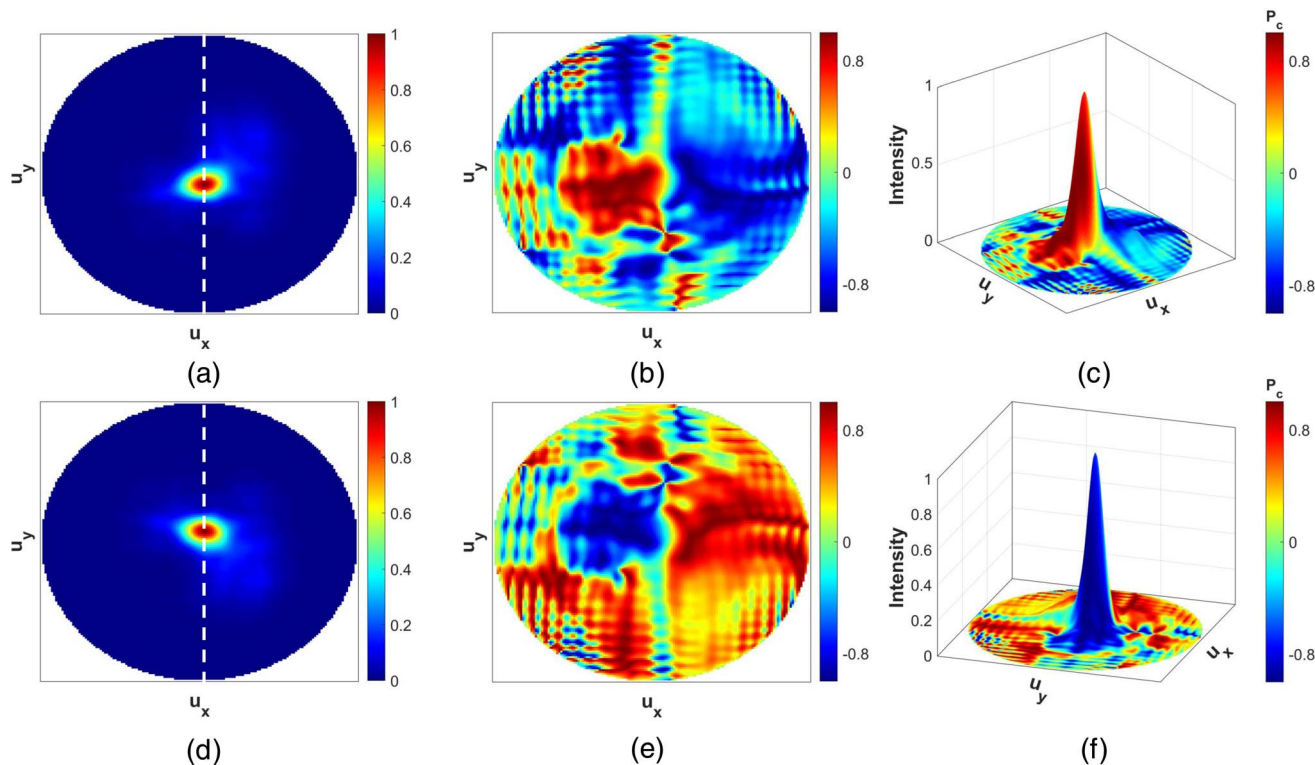 1
0.8
0.6
0.4
0.2
0
u_y
u_x
(a)
0.8
0
-0.8
u_y
u_x
(b)
P_c
0.8
0
-0.8
1
0.5
0
Intensity
u_y
u_x
(c)
1
0.8
0.6
0.4
0.2
0
u_y
u_x
(d)
0.8
0
-0.8
u_y
u_x
(e)
P_c
0.8
0
-0.8
1
0.8
0.6
0.4
0.2
0
Intensity
u_y
u_x
(f)